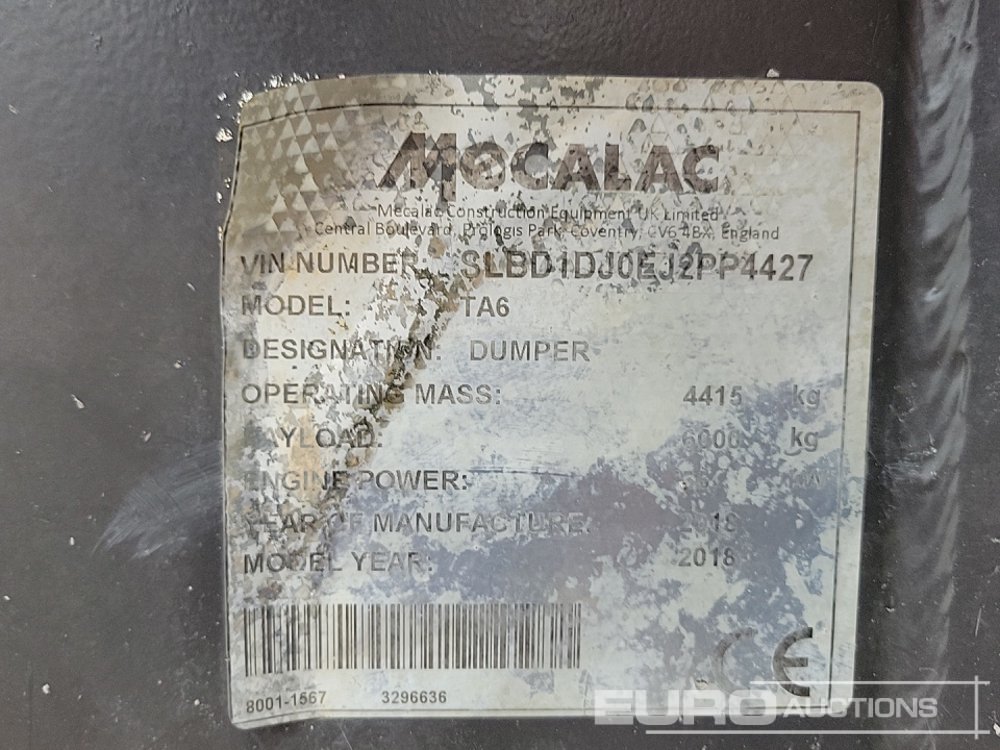 MECALAC
Mecalac Construction Equipment UK Limited
Central Boulevard, Prologis Park, Coventry, CV6 4BX, England
VIN NUMBER: SLBD1DJ0EJ2PP4427
MODEL: TA6
DESIGNATION: DUMPER
OPERATING MASS: 4415 kg
PAYLOAD: 6000 kg
ENGINE POWER: kW
YEAR OF MANUFACTURE: 2018
MODEL YEAR: 2018
8001-1567 3296636
CE
EURO AUCTIONS